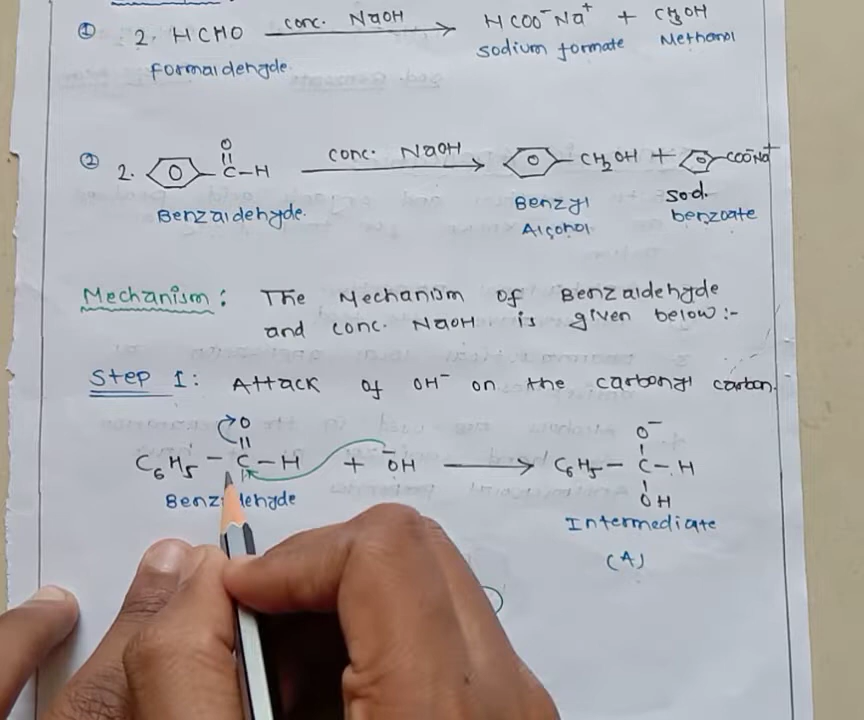 ① 2. HCHO conc. NaOH → HCOO⁻Na⁺ + CH3OH
Formaldehyde. sodium formate Methanol
② 2. O
C-H conc. NaOH → CH2OH + COONa⁺
Benzaldehyde. Benzyl Alcohol sod. benzoate
Mechanism: The Mechanism of Benzaldehyde
and conc. NaOH is given below:-
Step I: Attack of OH⁻ on the carbonyl carbon.
O O⁻
C6H5 - C - H + OH⁻ → C6H5 - C - H
OH
Intermediate
(A)